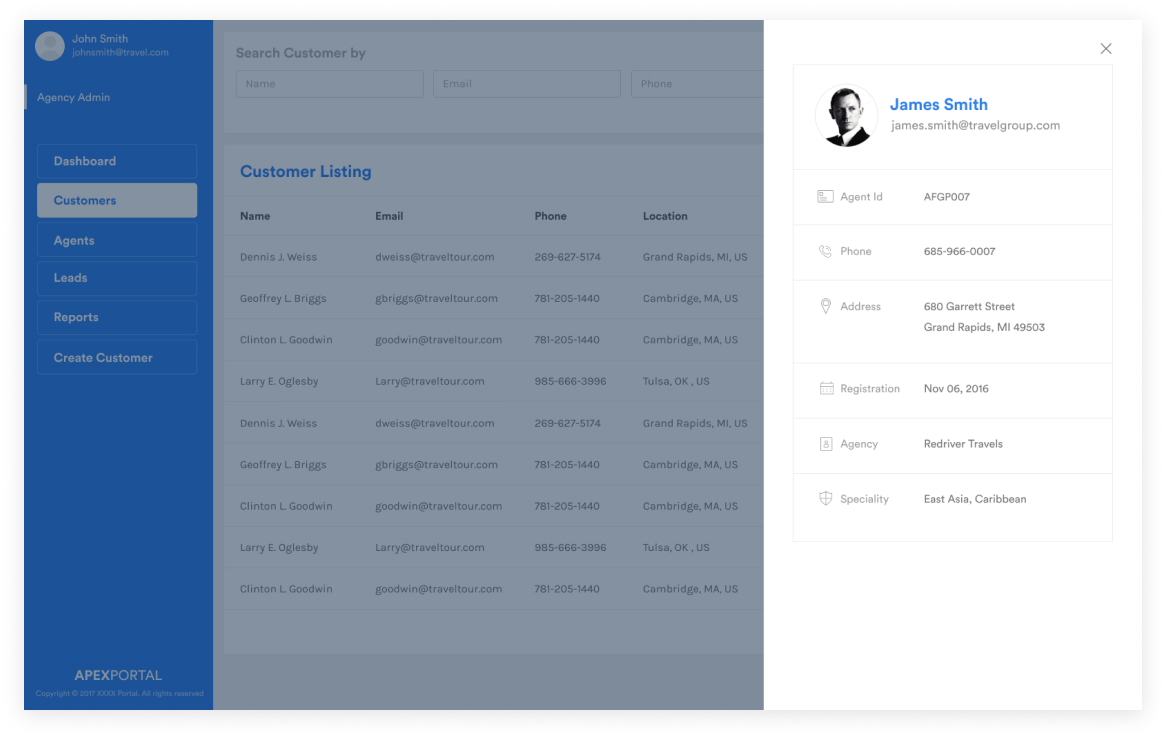 John Smith
johnsmith@travel.com
Agency Admin
Dashboard
Customers
Agents
Leads
Reports
Create Customer
APEXPORTAL
Copyright © 2017 XXXX Portal. All rights reserved
Search Customer by
Name Email Phone
Customer Listing
Name Email Phone Location
Dennis J. Weiss dweiss@traveltour.com 269-627-5174 Grand Rapids, MI, US
Geoffrey L. Briggs gbriggs@traveltour.com 781-205-1440 Cambridge, MA, US
Clinton L. Goodwin goodwin@traveltour.com 781-205-1440 Cambridge, MA, US
Larry E. Oglesby Larry@traveltour.com 985-666-3996 Tulsa, OK , US
Dennis J. Weiss dweiss@traveltour.com 269-627-5174 Grand Rapids, MI, US
Geoffrey L. Briggs gbriggs@traveltour.com 781-205-1440 Cambridge, MA, US
Clinton L. Goodwin goodwin@traveltour.com 781-205-1440 Cambridge, MA, US
Larry E. Oglesby Larry@traveltour.com 985-666-3996 Tulsa, OK , US
Clinton L. Goodwin goodwin@traveltour.com 781-205-1440 Cambridge, MA, US
James Smith
james.smith@travelgroup.com
Agent Id AFGP007
Phone 685-966-0007
Address 680 Garrett Street
Grand Rapids, MI 49503
Registration Nov 06, 2016
Agency Redriver Travels
Speciality East Asia, Caribbean